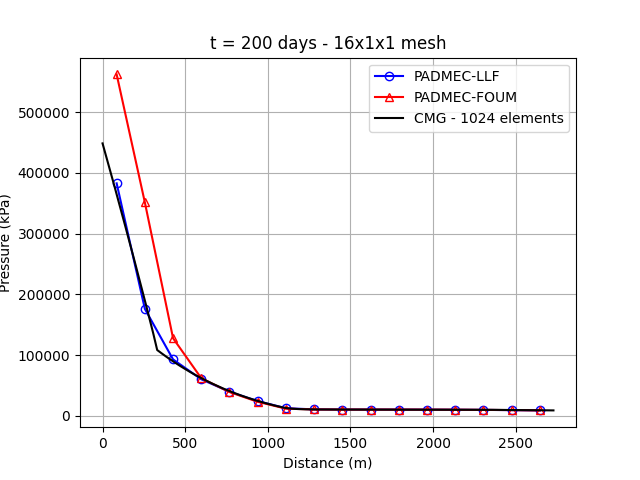 t = 200 days - 16x1x1 mesh
PADMEC-LLF
PADMEC-FOUM
CMG - 1024 elements
Pressure (kPa)
500000
400000
300000
200000
100000
0
0 500 1000 1500 2000 2500
Distance (m)